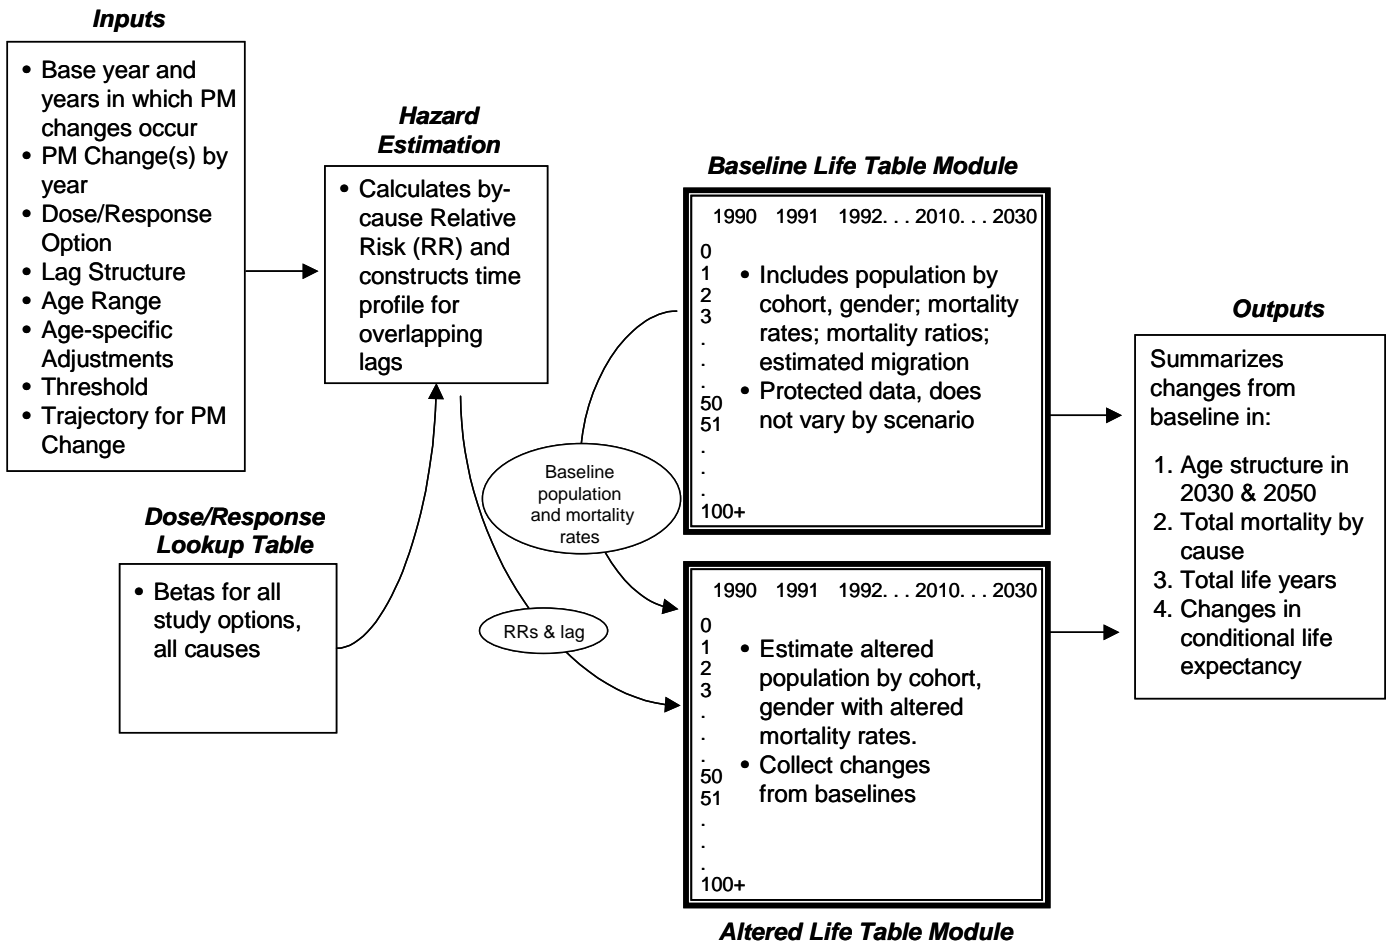 Inputs
• Base year and
years in which PM
changes occur
• PM Change(s) by
year
• Dose/Response
Option
• Lag Structure
• Age Range
• Age-specific
Adjustments
• Threshold
• Trajectory for PM
Change
Hazard
Estimation
• Calculates by-
cause Relative
Risk (RR) and
constructs time
profile for
overlapping
lags
Dose/Response
Lookup Table
• Betas for all
study options,
all causes
Baseline
population
and mortality
rates
RRs & lag
Baseline Life Table Module
1990 1991 1992. . . 2010. . . 2030
0
1
2
3
.
.
.
50
51
.
.
.
100+
• Includes population by
cohort, gender; mortality
rates; mortality ratios;
estimated migration
• Protected data, does
not vary by scenario
1990 1991 1992. . . 2010. . . 2030
0
1
2
3
.
.
.
50
51
.
.
.
100+
• Estimate altered
population by cohort,
gender with altered
mortality rates.
• Collect changes
from baselines
Altered Life Table Module
Outputs
Summarizes
changes from
baseline in:
1. Age structure in
2030 & 2050
2. Total mortality by
cause
3. Total life years
4. Changes in
conditional life
expectancy